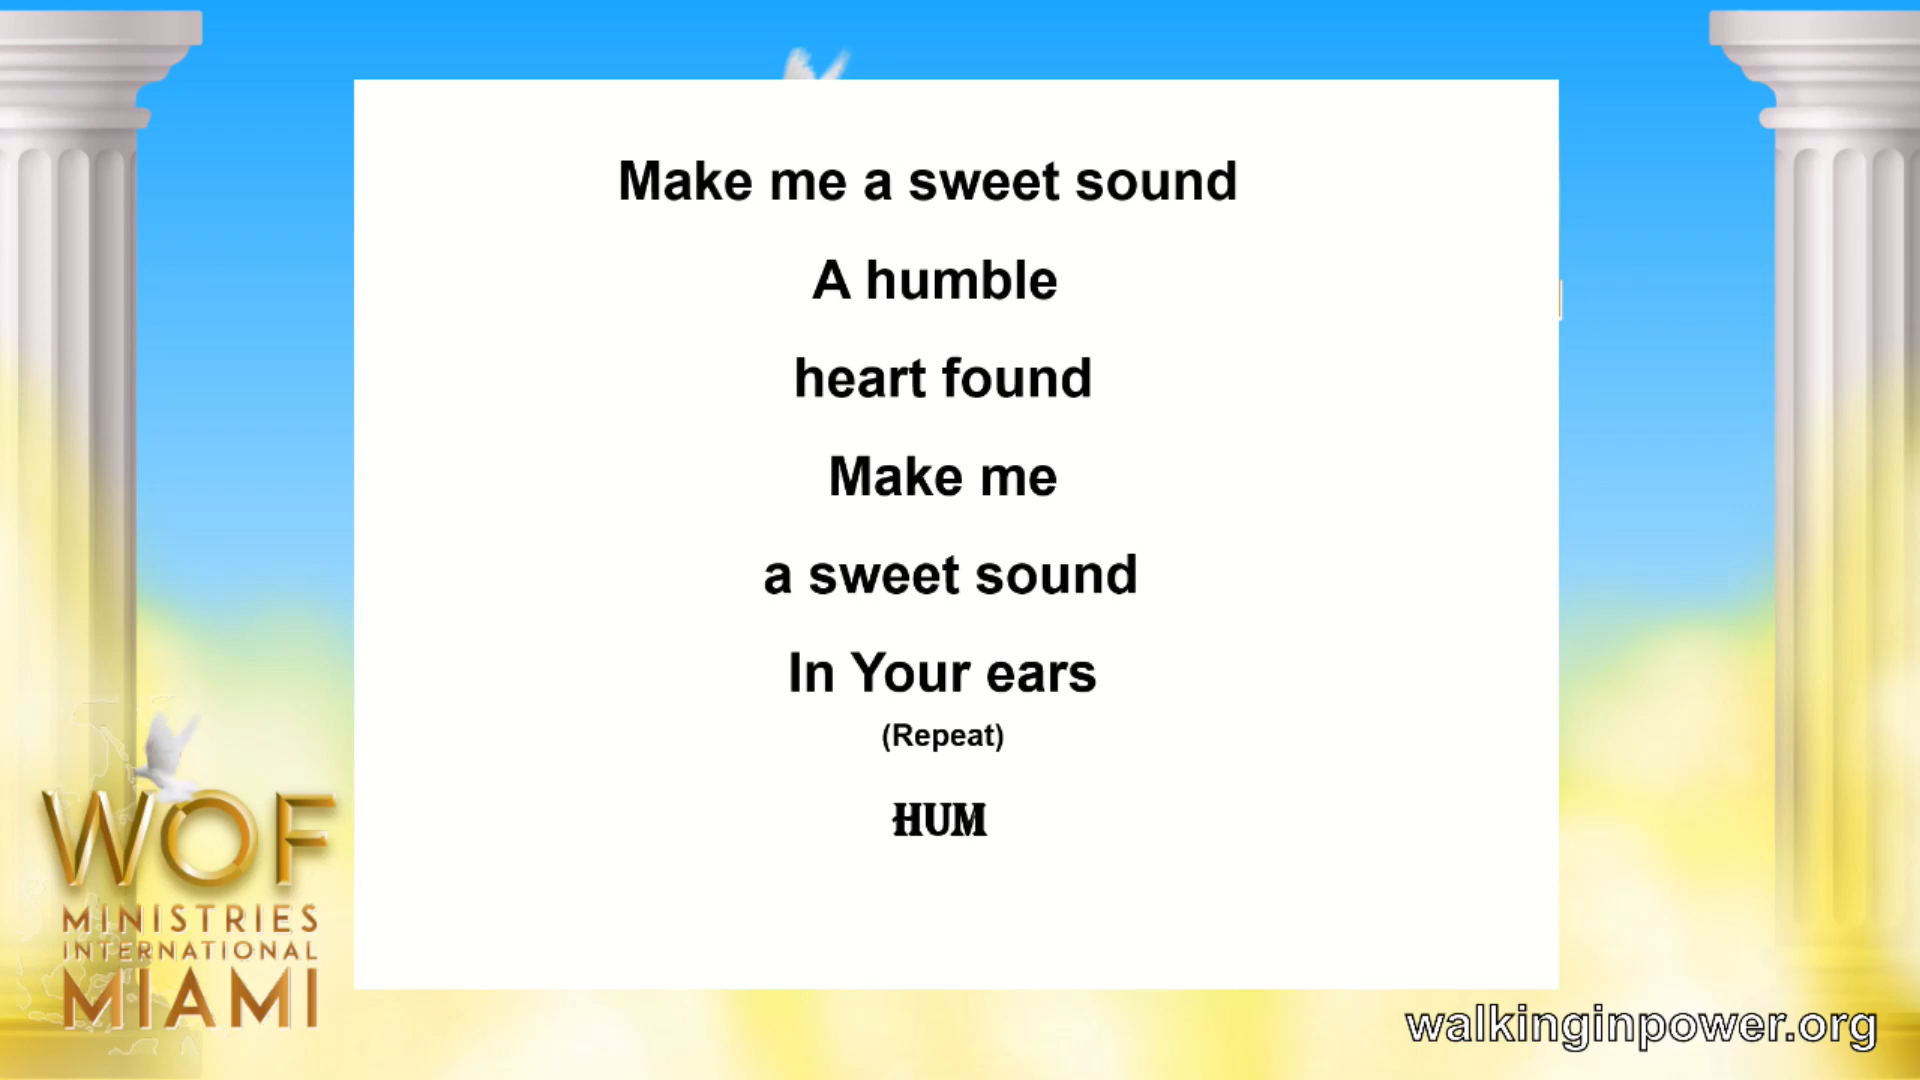 Make me a sweet sound
A humble
heart found
Make me
a sweet sound
In Your ears
(Repeat)
HUM
WOF
MINISTRIES
INTERNATIONAL
MIAMI
walkinginpower.org